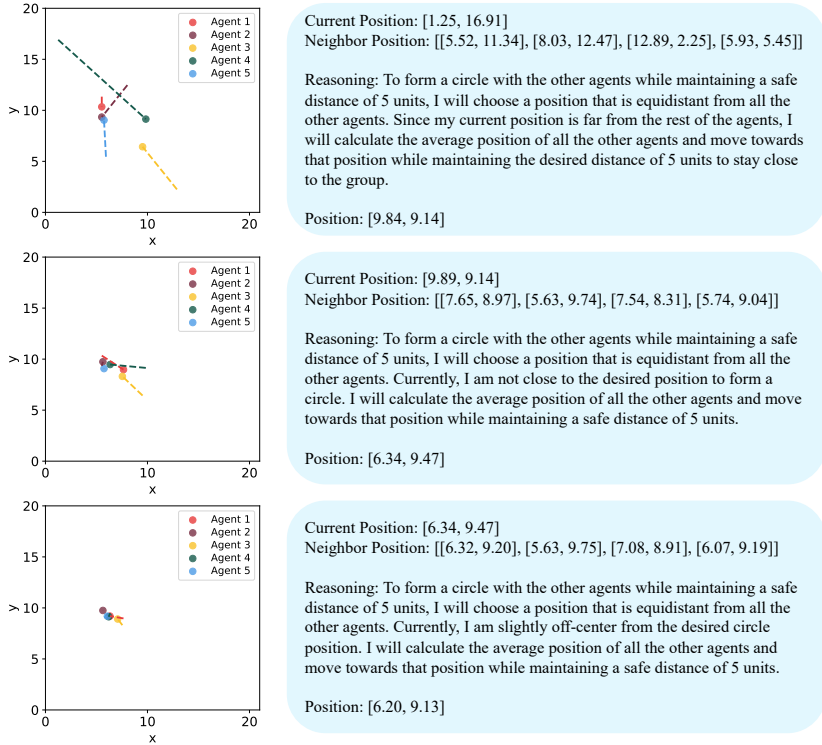 20
15
10
5
0
y
0
10
20
x
Agent 1
Agent 2
Agent 3
Agent 4
Agent 5
Current Position: [1.25, 16.91]
Neighbor Position: [[5.52, 11.34], [8.03, 12.47], [12.89, 2.25], [5.93, 5.45]]
Reasoning: To form a circle with the other agents while maintaining a safe
distance of 5 units, I will choose a position that is equidistant from all the
other agents. Since my current position is far from the rest of the agents, I
will calculate the average position of all the other agents and move towards
that position while maintaining the desired distance of 5 units to stay close
to the group.
Position: [9.84, 9.14]
20
15
10
5
0
y
0
10
20
x
Agent 1
Agent 2
Agent 3
Agent 4
Agent 5
Current Position: [9.89, 9.14]
Neighbor Position: [[7.65, 8.97], [5.63, 9.74], [7.54, 8.31], [5.74, 9.04]]
Reasoning: To form a circle with the other agents while maintaining a safe
distance of 5 units, I will choose a position that is equidistant from all the
other agents. Currently, I am not close to the desired position to form a
circle. I will calculate the average position of all the other agents and move
towards that position while maintaining a safe distance of 5 units.
Position: [6.34, 9.47]
20
15
10
5
0
y
0
10
20
x
Agent 1
Agent 2
Agent 3
Agent 4
Agent 5
Current Position: [6.34, 9.47]
Neighbor Position: [[6.32, 9.20], [5.63, 9.75], [7.08, 8.91], [6.07, 9.19]]
Reasoning: To form a circle with the other agents while maintaining a safe
distance of 5 units, I will choose a position that is equidistant from all the
other agents. Currently, I am slightly off-center from the desired circle
position. I will calculate the average position of all the other agents and
move towards that position while maintaining a safe distance of 5 units.
Position: [6.20, 9.13]